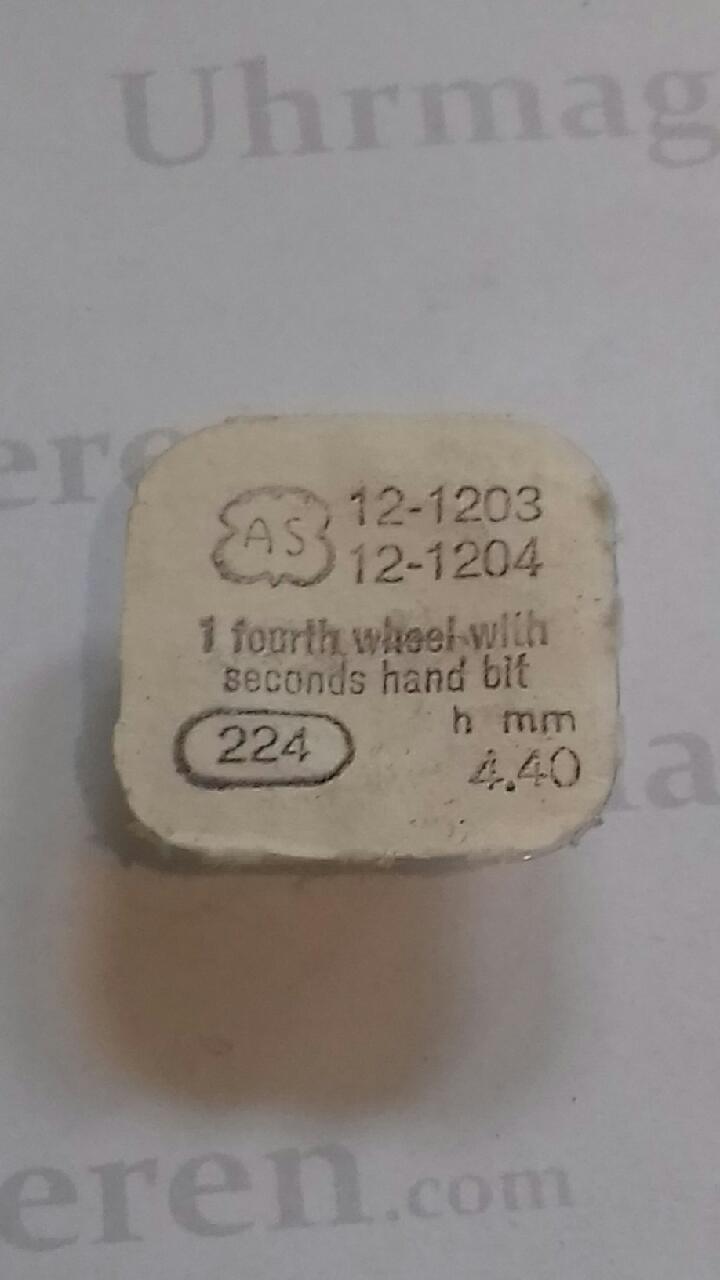 Uhrmag
ere
AS 12-1203
12-1204
1 fourth wheel with
seconds hand bit
224 h mm
4.40
a
eren.com